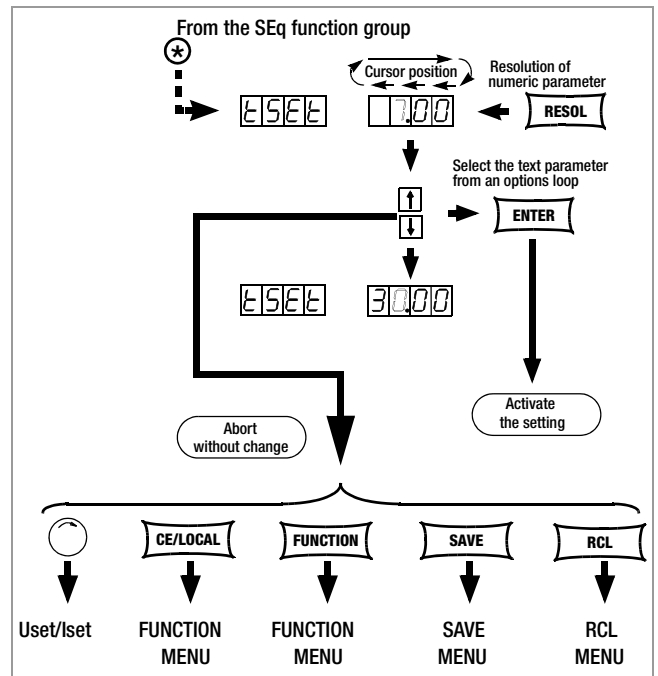 From the SEq function group
*
Cursor position
Resolution of
numeric parameter
tSEt
7.00
RESOL
Select the text parameter
from an options loop
ENTER
tSEt
30.00
Activate
the setting
Abort
without change
CE/LOCAL
FUNCTION
SAVE
RCL
Uset/Iset
FUNCTION
MENU
FUNCTION
MENU
SAVE
MENU
RCL
MENU